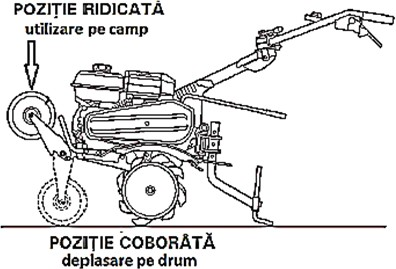 POZIȚIE RIDICATĂ
utilizare pe camp
POZIȚIE COBORÂTĂ
deplasare pe drum